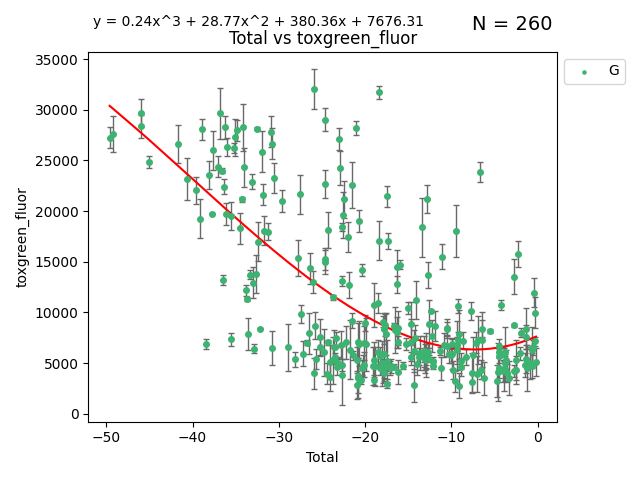 y = 0.24x^3 + 28.77x^2 + 380.36x + 7676.31
N = 260
Total vs toxgreen_fluor
G
toxgreen_fluor
35000
30000
25000
20000
15000
10000
5000
0
−50
−40
−30
−20
−10
0
Total